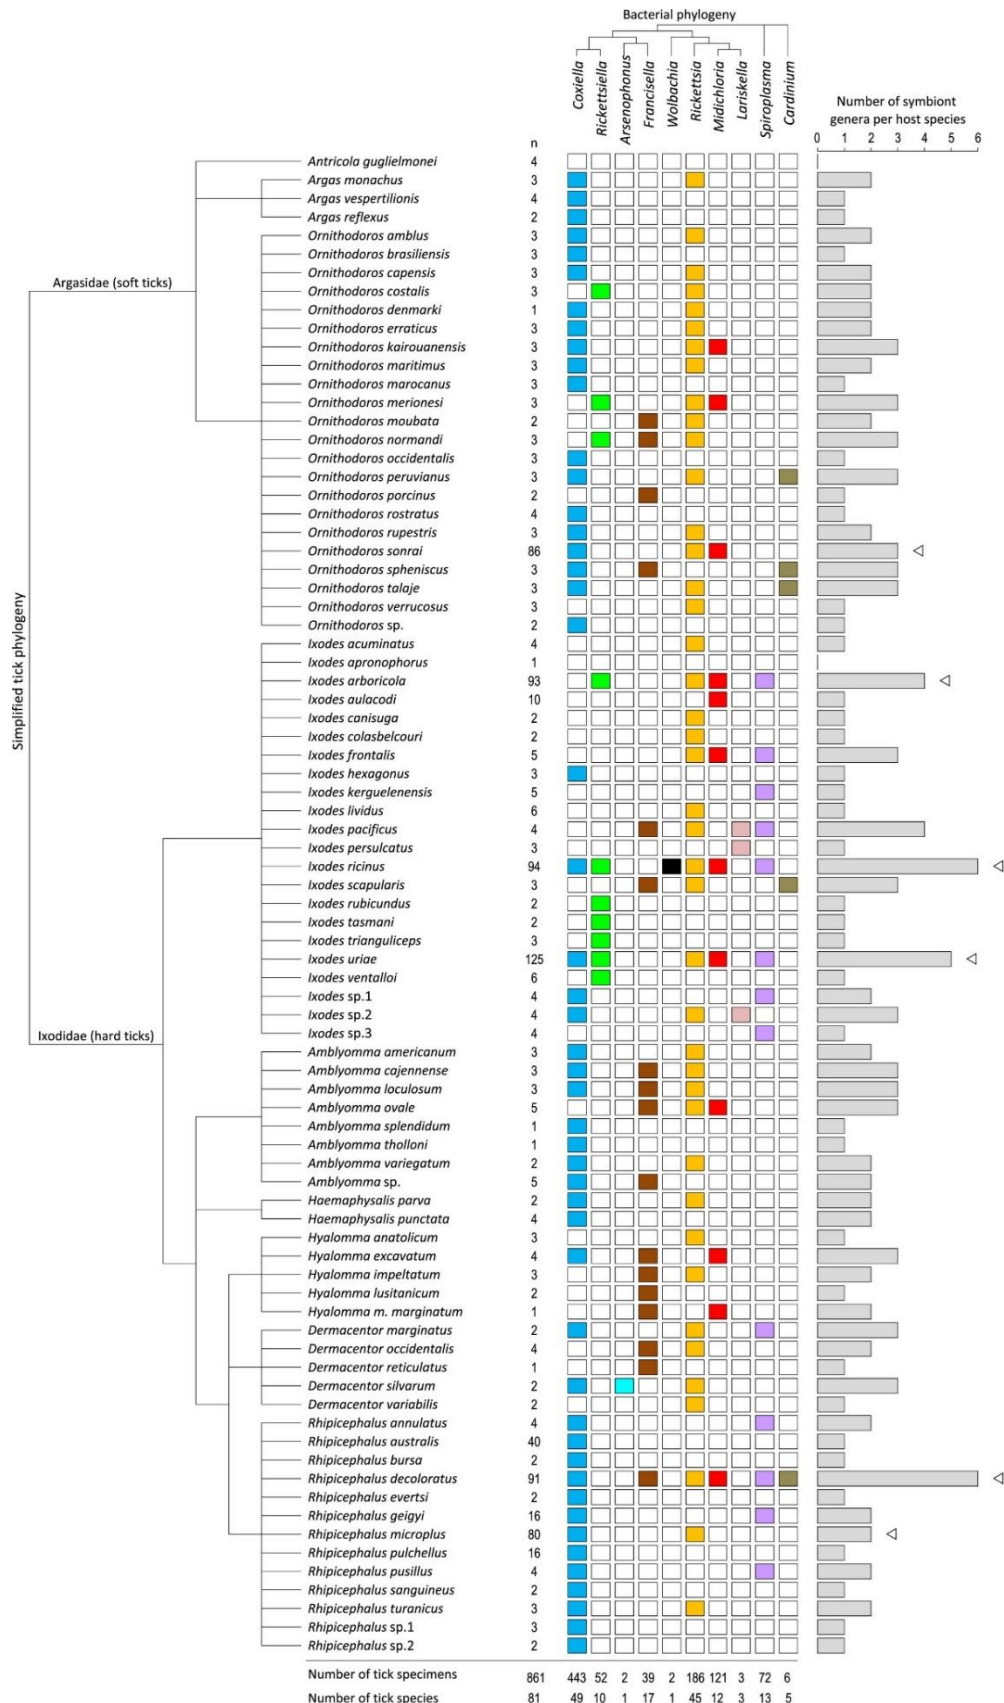 Bacterial phylogeny
Coxiella
Rickettsiella
Arsenophonus
Francisella
Wolbachia
Rickettsia
Midichloria
Lariskella
Spiroplasma
Cardinium
Number of symbiont
genera per host species
n
0 1 2 3 4 5 6
Simplified tick phylogeny
Argasidae (soft ticks)
Ixodidae (hard ticks)
Antricola guglielmonei 4
Argas monachus 3
Argas vespertilionis 4
Argas reflexus 2
Ornithodoros amblus 3
Ornithodoros brasiliensis 3
Ornithodoros capensis 3
Ornithodoros costalis 3
Ornithodoros denmarki 1
Ornithodoros erraticus 3
Ornithodoros kairouanensis 3
Ornithodoros maritimus 3
Ornithodoros marocanus 3
Ornithodoros merionesi 3
Ornithodoros moubata 2
Ornithodoros normandi 3
Ornithodoros occidentalis 3
Ornithodoros peruvianus 3
Ornithodoros porcinus 2
Ornithodoros rostratus 4
Ornithodoros rupestris 3
Ornithodoros sonrai 86
Ornithodoros spheniscus 3
Ornithodoros talaje 3
Ornithodoros verrucosus 3
Ornithodoros sp. 2
Ixodes acuminatus 4
Ixodes apronophorus 1
Ixodes arboricola 93
Ixodes aulacodi 10
Ixodes canisuga 2
Ixodes colasbelcouri 2
Ixodes frontalis 5
Ixodes hexagonus 3
Ixodes kerguelenensis 5
Ixodes lividus 6
Ixodes pacificus 4
Ixodes persulcatus 3
Ixodes ricinus 94
Ixodes scapularis 3
Ixodes rubicundus 2
Ixodes tasmani 2
Ixodes trianguliceps 3
Ixodes uriae 125
Ixodes ventalloi 6
Ixodes sp.1 4
Ixodes sp.2 4
Ixodes sp.3 4
Amblyomma americanum 3
Amblyomma cajennense 3
Amblyomma loculosum 3
Amblyomma ovale 5
Amblyomma splendidum 1
Amblyomma tholloni 1
Amblyomma variegatum 2
Amblyomma sp. 5
Haemaphysalis parva 2
Haemaphysalis punctata 4
Hyalomma anatolicum 3
Hyalomma excavatum 4
Hyalomma impeltatum 3
Hyalomma lusitanicum 2
Hyalomma m. marginatum 1
Dermacentor marginatus 2
Dermacentor occidentalis 4
Dermacentor reticulatus 1
Dermacentor silvarum 2
Dermacentor variabilis 2
Rhipicephalus annulatus 4
Rhipicephalus australis 40
Rhipicephalus bursa 2
Rhipicephalus decoloratus 91
Rhipicephalus evertsi 2
Rhipicephalus geigyi 16
Rhipicephalus microplus 80
Rhipicephalus pulchellus 16
Rhipicephalus pusillus 4
Rhipicephalus sanguineus 2
Rhipicephalus turanicus 3
Rhipicephalus sp.1 3
Rhipicephalus sp.2 2
Number of tick specimens 861 443 52 2 39 2 186 121 3 72 6
Number of tick species 81 49 10 1 17 1 45 12 3 13 5